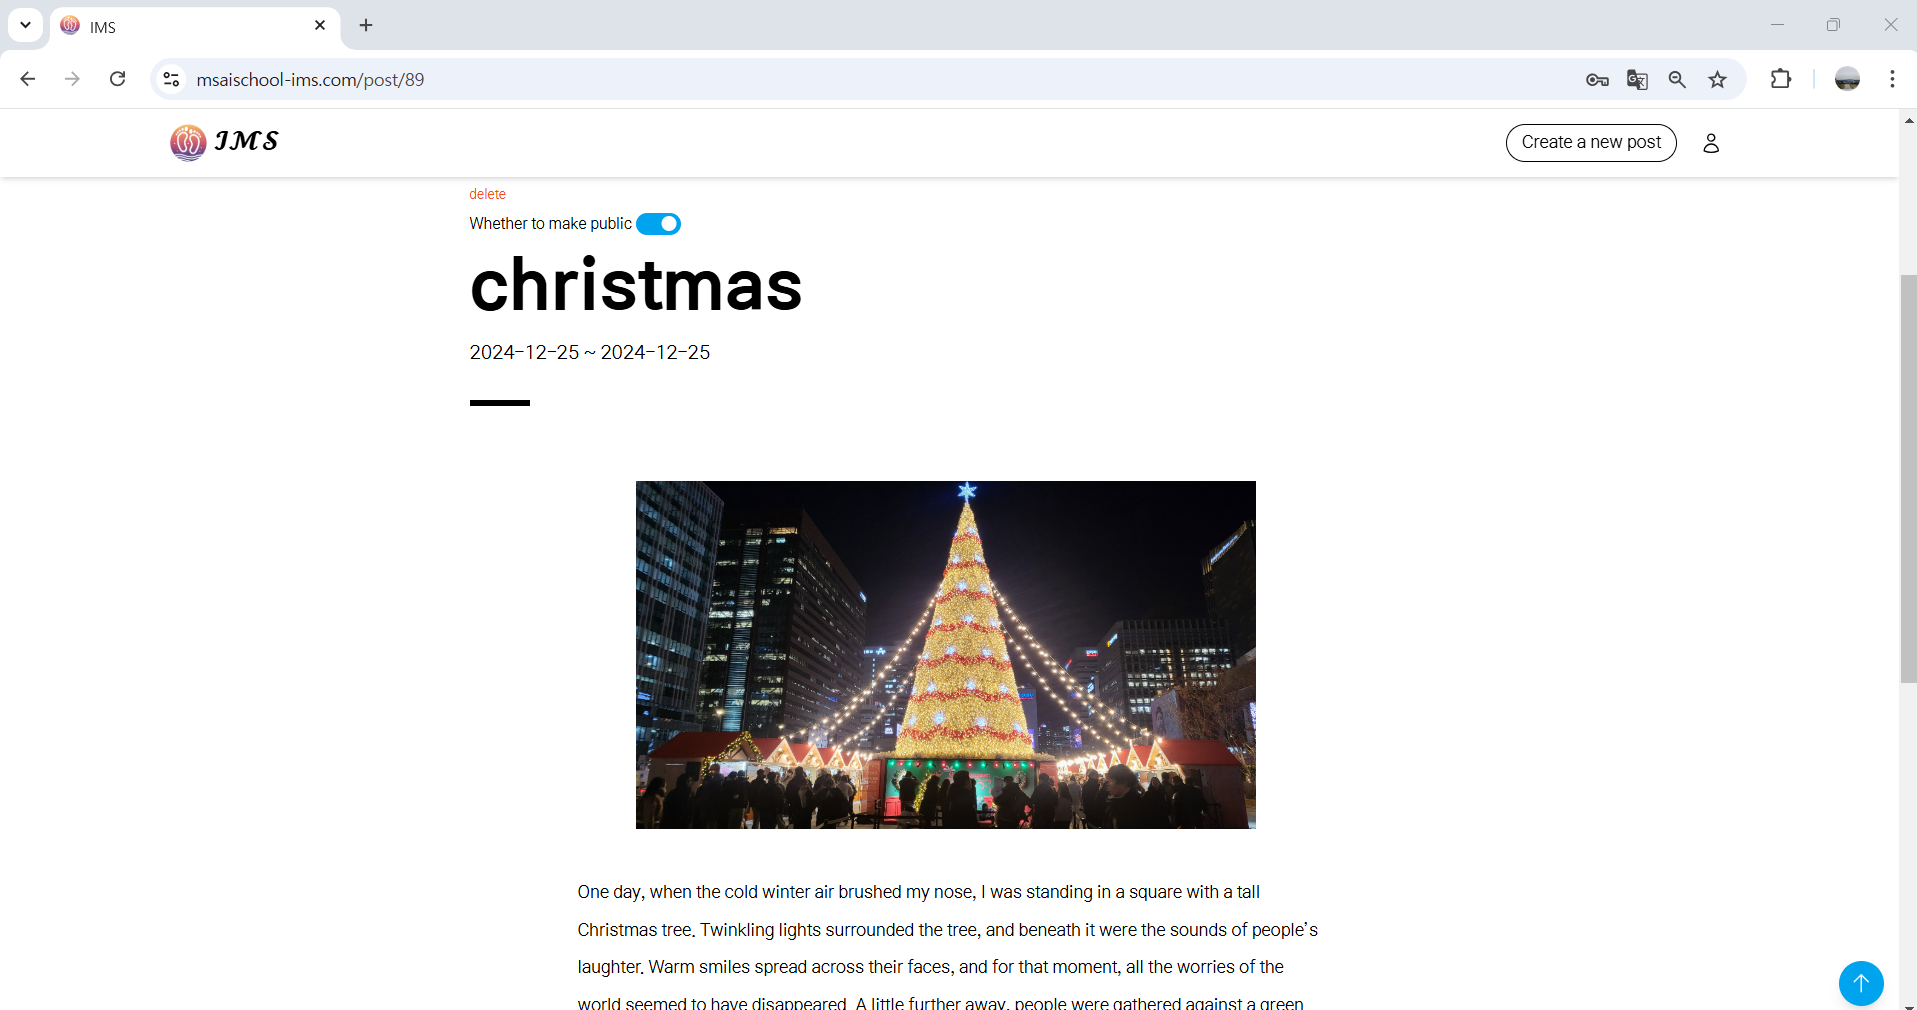 IMS
msaischool-ims.com/post/89
IMS
Create a new post
delete
Whether to make public
christmas
2024-12-25 ~ 2024-12-25
One day, when the cold winter air brushed my nose, I was standing in a square with a tall
Christmas tree. Twinkling lights surrounded the tree, and beneath it were the sounds of people's
laughter. Warm smiles spread across their faces, and for that moment, all the worries of the
world seemed to have disappeared. A little further away, people were gathered against a green